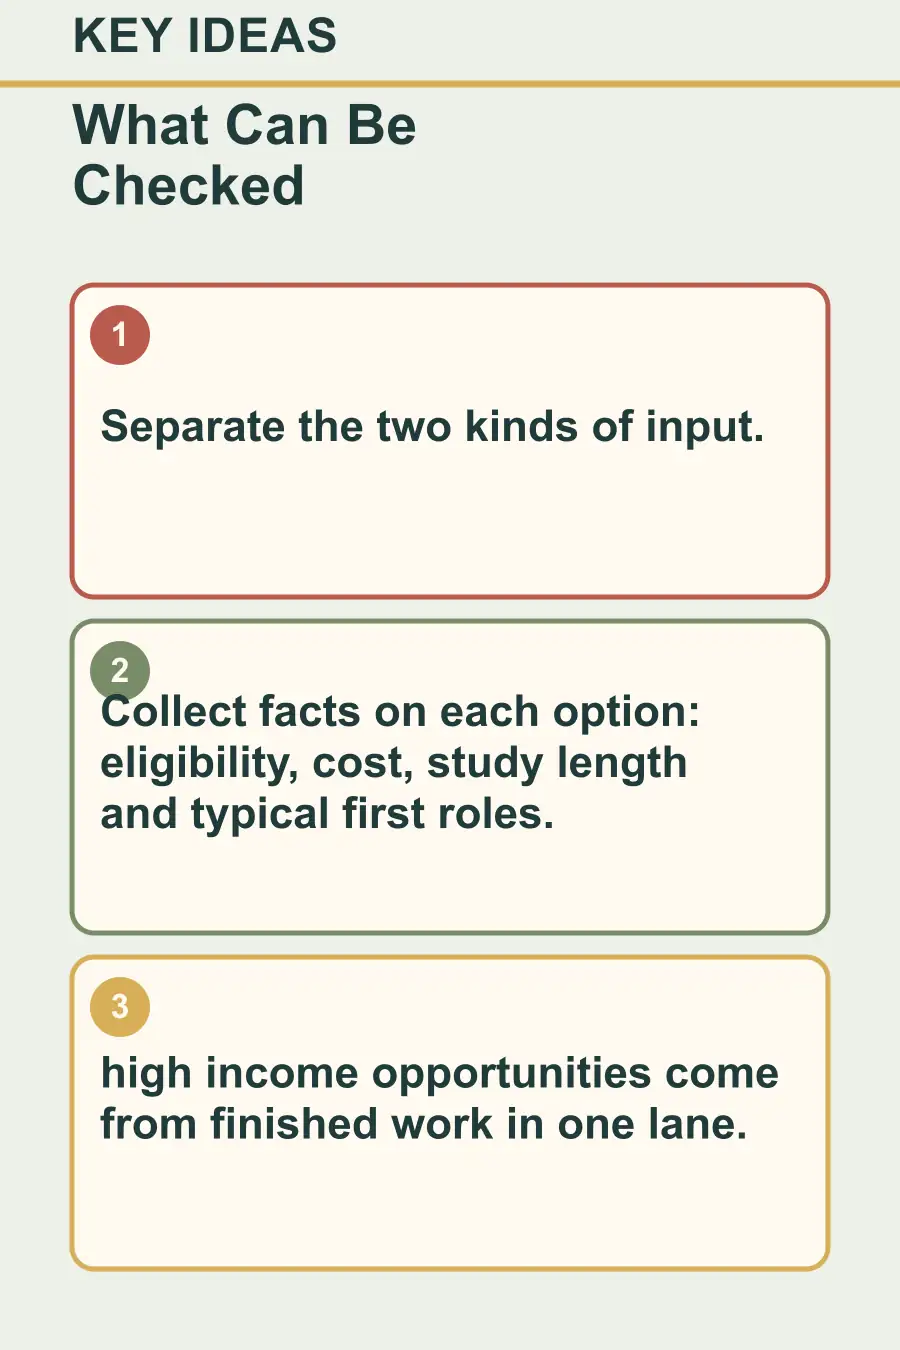 KEY IDEAS
What Can Be
Checked
1
Separate the two kinds of input.
2
Collect facts on each option:
eligibility, cost, study length
and typical first roles.
3
high income opportunities come
from finished work in one lane.